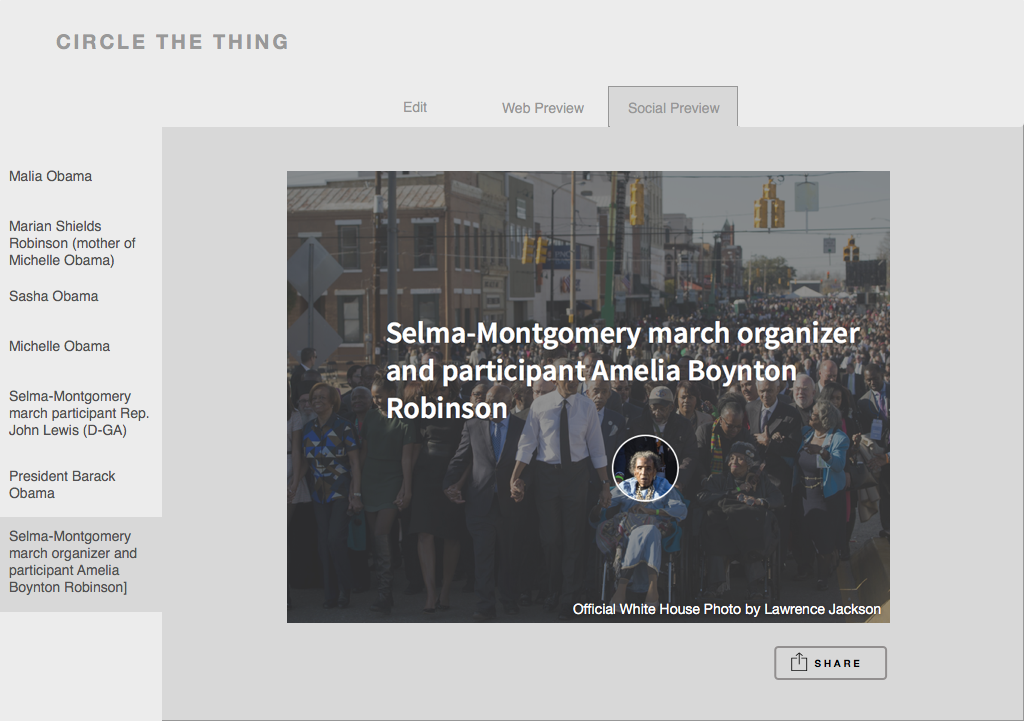 CIRCLE THE THING
Edit
Web Preview
Social Preview
Malia Obama
Marian Shields
Robinson (mother of
Michelle Obama)
Sasha Obama
Michelle Obama
Selma-Montgomery
march participant Rep.
John Lewis (D-GA)
President Barack
Obama
Selma-Montgomery
march organizer and
participant Amelia
Boynton Robinson]
Selma-Montgomery march organizer
and participant Amelia Boynton
Robinson
Official White House Photo by Lawrence Jackson
SHARE